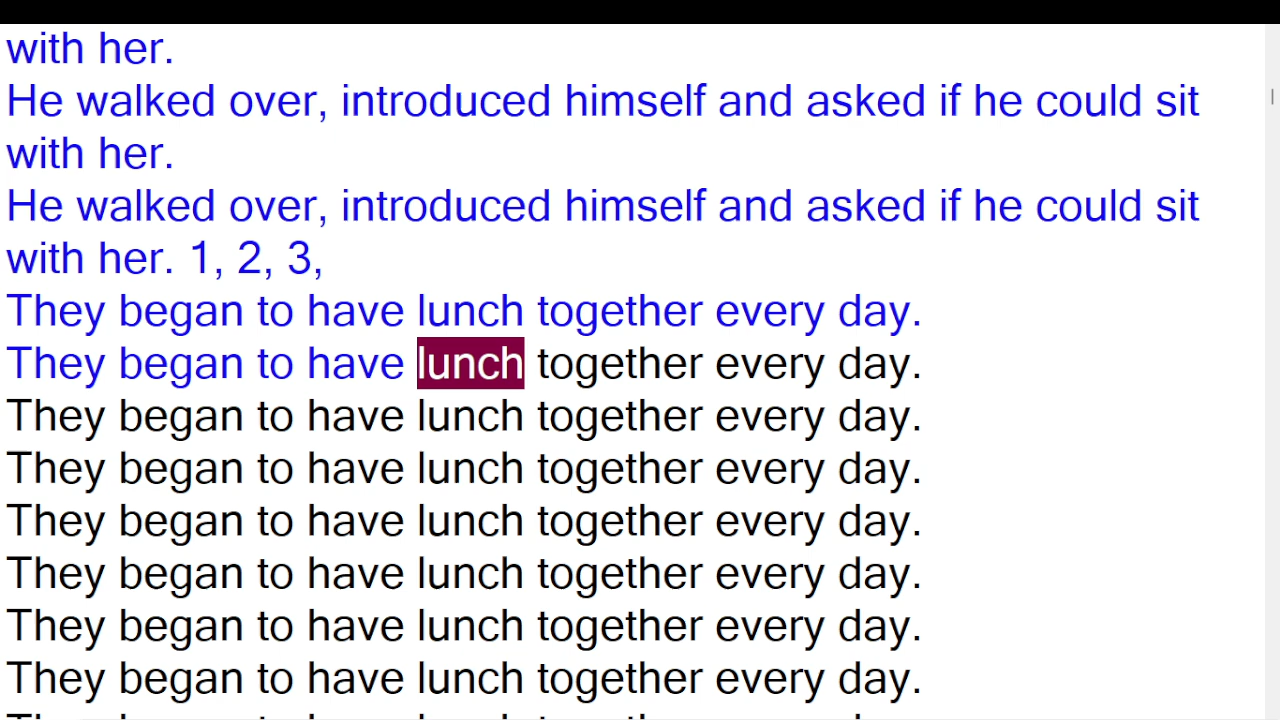 with her.
He walked over, introduced himself and asked if he could sit
with her.
He walked over, introduced himself and asked if he could sit
with her. 1, 2, 3,
They began to have lunch together every day.
They began to have lunch together every day.
They began to have lunch together every day.
They began to have lunch together every day.
They began to have lunch together every day.
They began to have lunch together every day.
They began to have lunch together every day.
They began to have lunch together every day.